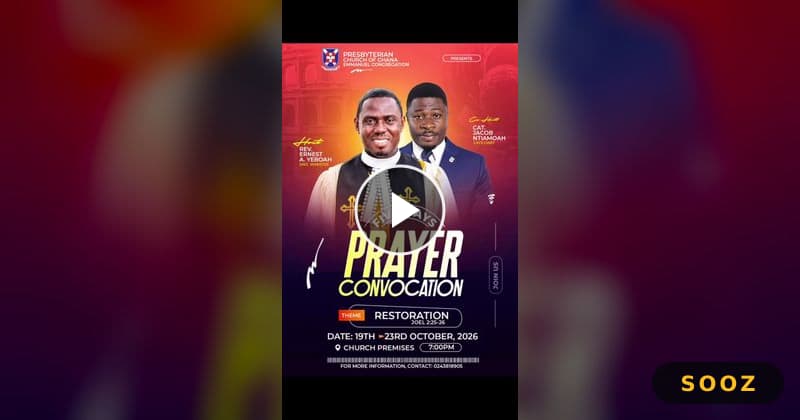 PRESBYTERIAN
CHURCH OF GHANA
EMMANUEL CONGREGATION
PRESENTS
Host
REV.
ERNEST
A. YEBOAH
Co-Host
CAT.
JACOB
NTIAMOAH
CATECHIST
PRAYER
CONVOCATION
JOIN US
THEME
RESTORATION
JOEL 2:25-26
DATE: 19TH - 23RD OCTOBER, 2026
CHURCH PREMISES
7:00PM
FOR MORE INFORMATION, CONTACT: 0243818905
SOOZ